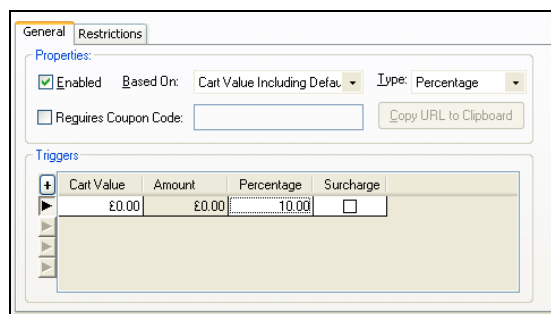 General Restrictions
Properties:
Enabled Based On: Cart Value Including Defau Type: Percentage
Requires Coupon Code: Copy URL to Clipboard
Triggers
+ Cart Value Amount Percentage Surcharge
£0.00 £0.00 10.00